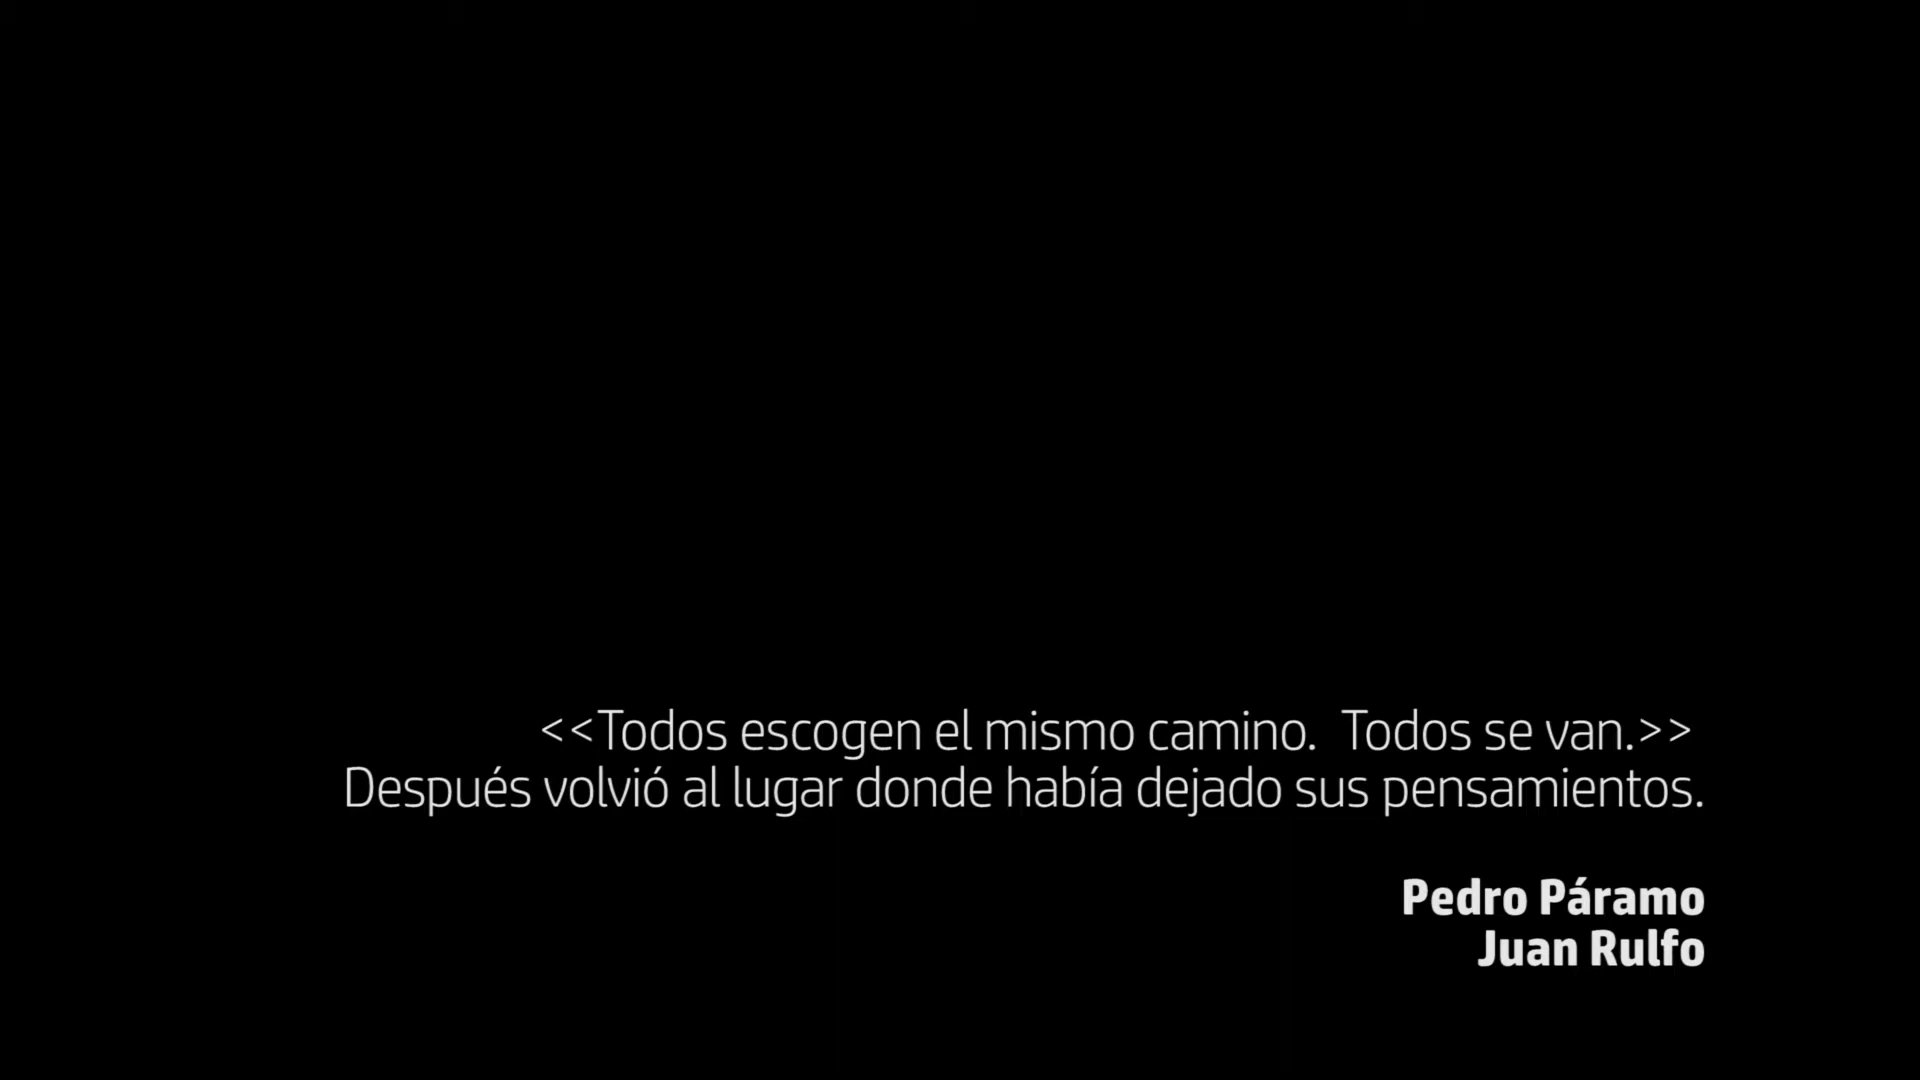 <<Todos escogen el mismo camino.  Todos se van.>>
Después volvió al lugar donde había dejado sus pensamientos.
Pedro Páramo
Juan Rulfo